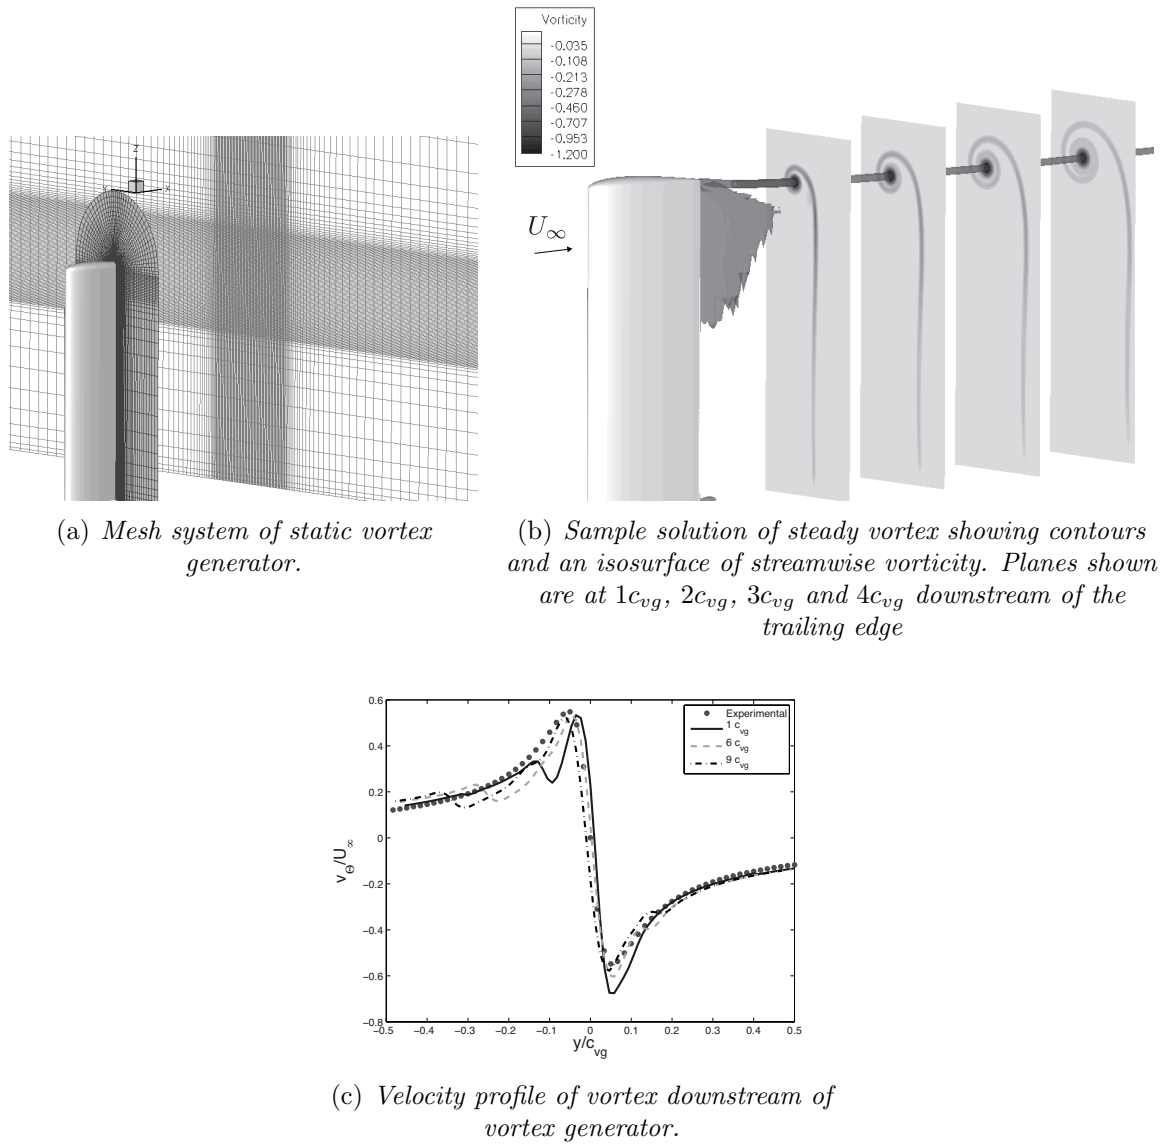 Vorticity
-0.035
-0.108
-0.213
-0.278
-0.460
-0.707
-0.953
-1.200
Z
Y X
U∞
(a) Mesh system of static vortex
generator.
(b) Sample solution of steady vortex showing contours
and an isosurface of streamwise vorticity. Planes shown
are at 1c_vg, 2c_vg, 3c_vg and 4c_vg downstream of the
trailing edge
0.6
0.4
0.2
0
−0.2
−0.4
−0.6
−0.8
v_Θ/U_∞
Experimental
1 c_vg
6 c_vg
9 c_vg
−0.5 −0.4 −0.3 −0.2 −0.1 0 0.1 0.2 0.3 0.4 0.5
y/c_vg
(c) Velocity profile of vortex downstream of
vortex generator.